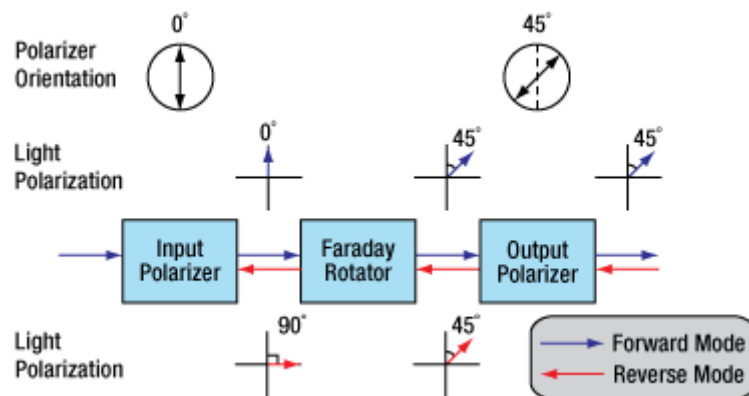 0°
45°
Polarizer
Orientation
Light
Polarization
0°
45°
45°
Input
Polarizer
Faraday
Rotator
Output
Polarizer
Light
Polarization
90°
45°
Forward Mode
Reverse Mode